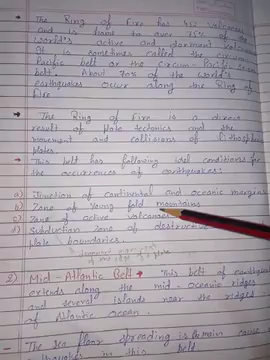 → The Ring of Fire has 452 volcanoes
and is home to over 75% of the
world's active and dormant volcanoes
It is sometimes called the circum
Pacific belt or the Circum-Pacific Seismic
belt. About 90% of the world's
earthquakes occur along the Ring of
Fire
→ The Ring of Fire is a direct
result of plate tectonics and the
movement and collisions of lithospheric
plates
→ This belt has following ideal conditions for
the occurrences of earthquakes:
a) Junction of continental and oceanic margins
b) Zone of Young fold mountains
c) Zone of active volcanoes
d) Subduction zone of destructive
plate boundaries.
2) Mid-Atlantic Belt → This belt of earthquakes
extends along the mid-oceanic ridges
and several islands near the ridges
of Atlantic Ocean.
– The sea floor spreading is the main cause
in this belt